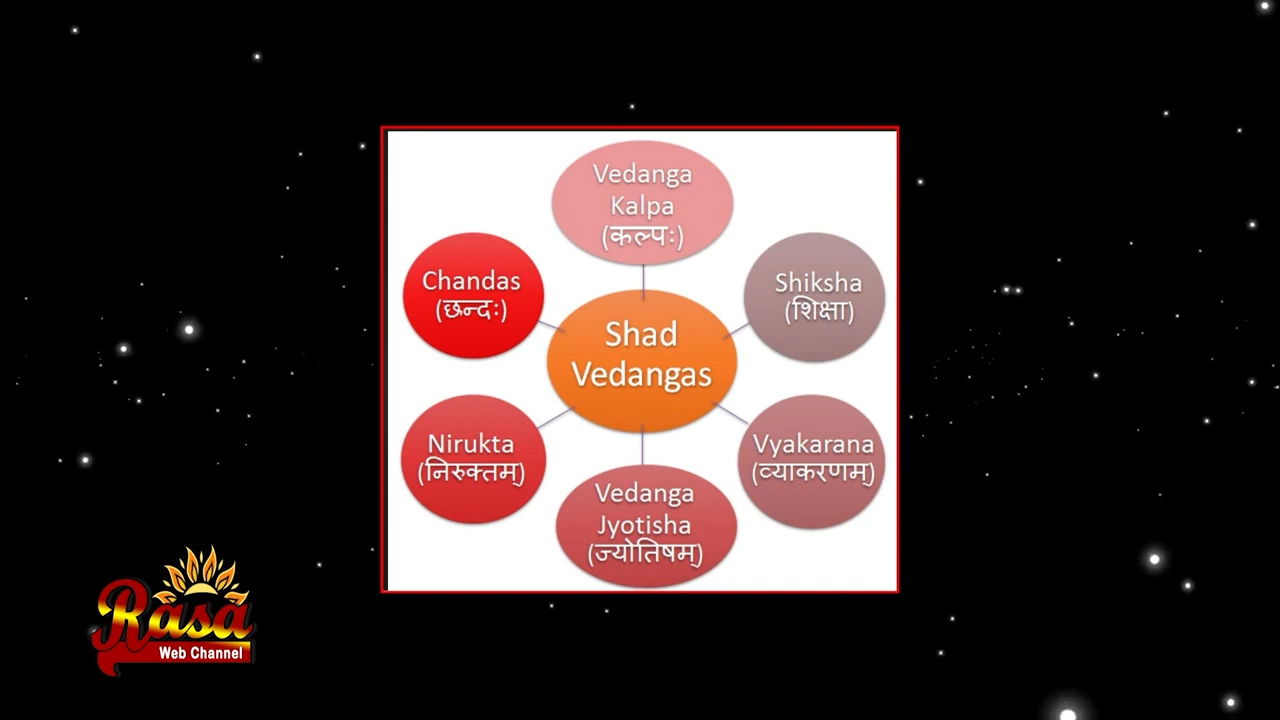 Vedanga
Kalpa
(कल्पः)
Chandas
(छन्दः)
Shiksha
(शिक्षा)
Shad
Vedangas
Nirukta
(निरुक्तम्)
Vyakarana
(व्याकरणम्)
Vedanga
Jyotisha
(ज्योतिषम्)
Rasa
Web Channel